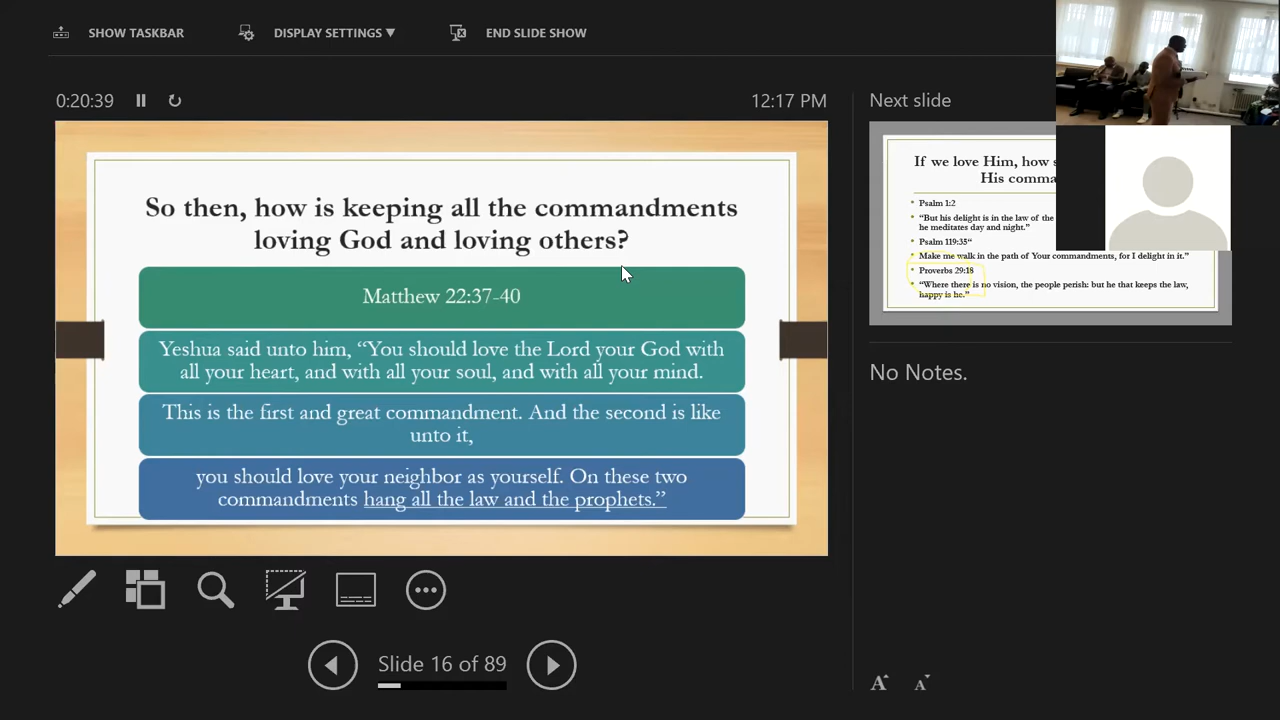 SHOW TASKBAR
DISPLAY SETTINGS ▼
END SLIDE SHOW
0:20:39
12:17 PM
So then, how is keeping all the commandments
loving God and loving others?
Matthew 22:37-40
Yeshua said unto him, “You should love the Lord your God with
all your heart, and with all your soul, and with all your mind.
This is the first and great commandment. And the second is like
unto it,
you should love your neighbor as yourself. On these two
commandments hang all the law and the prophets.”
Slide 16 of 89
Next slide
If we love Him, how
His
Psalm 1:2
“But his delight is in the law of the
he meditates day and night.”
Psalm 119:35“
Make me walk in the path of Your commandments, for I delight in it.”
Proverbs 29:18
“Where there is no vision, the people perish: but he that keeps the law,
happy is he.”
No Notes.
A A